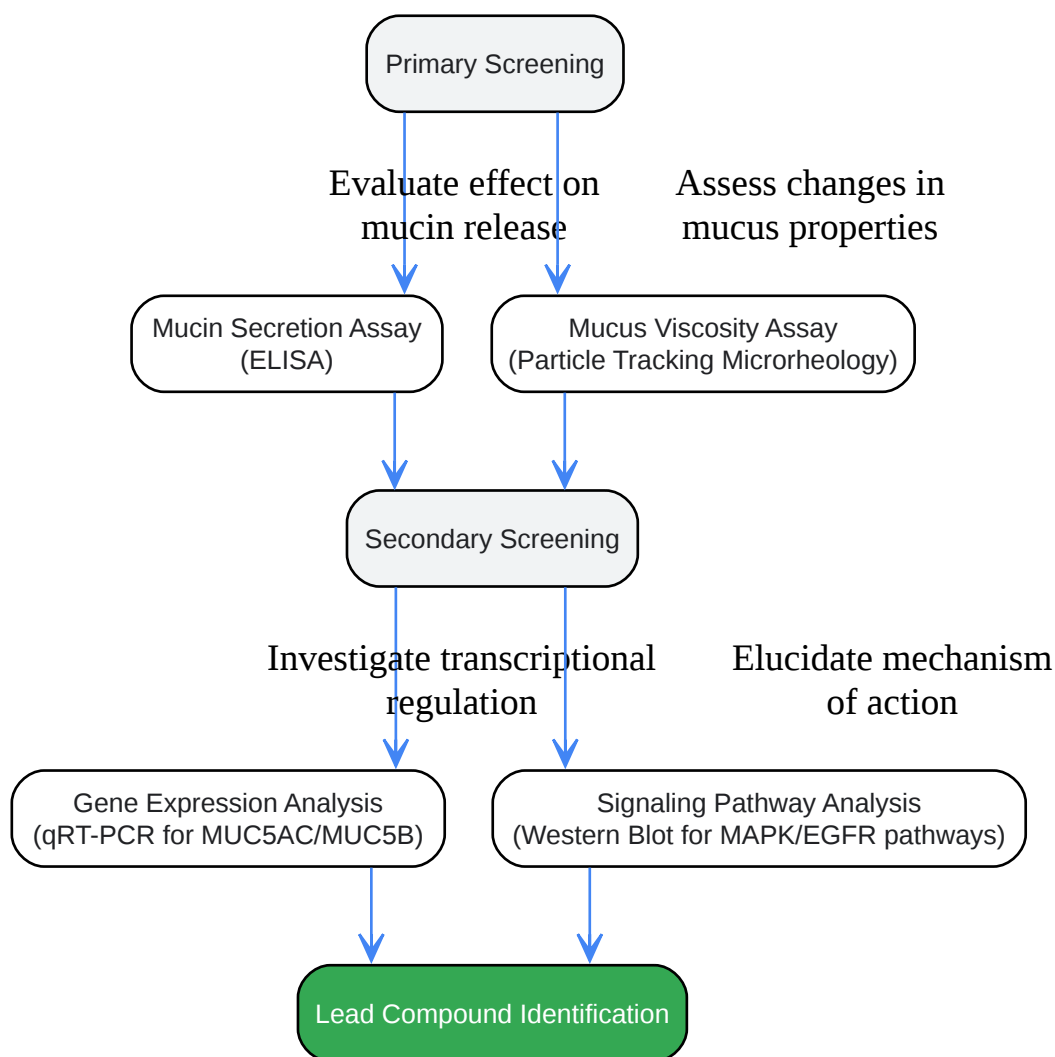 Primary Screening
Evaluate effect on
mucin release
Assess changes in
mucus properties
Mucin Secretion Assay
(ELISA)
Mucus Viscosity Assay
(Particle Tracking Microrheology)
Secondary Screening
Investigate transcriptional
regulation
Elucidate mechanism
of action
Gene Expression Analysis
(qRT-PCR for MUC5AC/MUC5B)
Signaling Pathway Analysis
(Western Blot for MAPK/EGFR pathways)
Lead Compound Identification